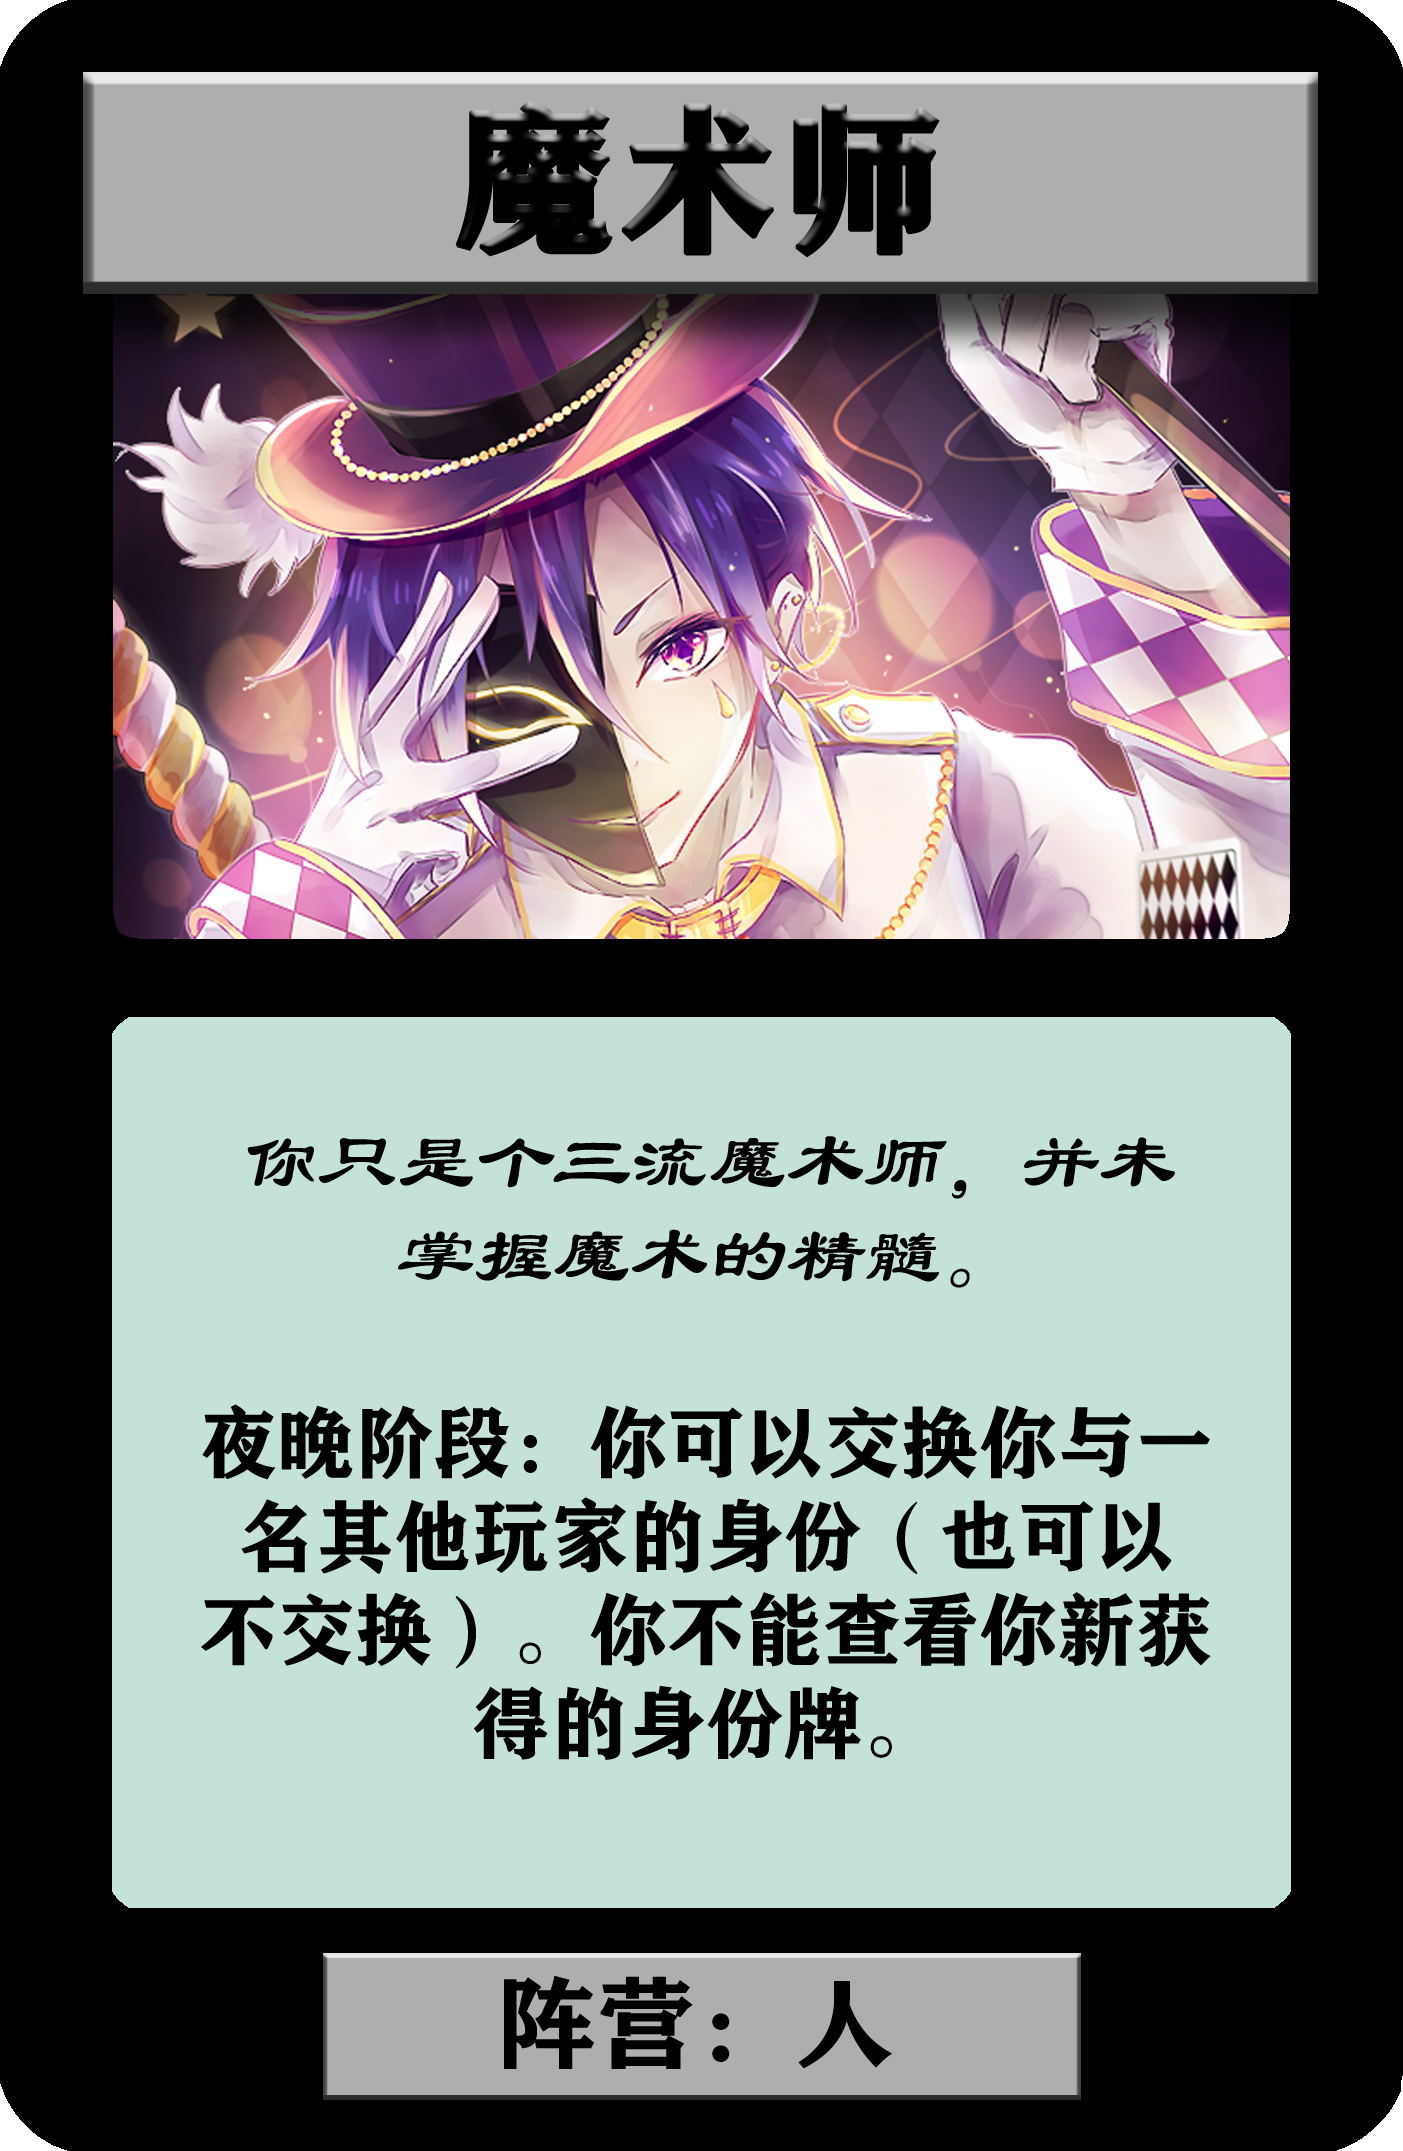 魔术师
你只是个三流魔术师，并未
掌握魔术的精髓。
夜晚阶段：你可以交换你与一
名其他玩家的身份（也可以
不交换）。你不能查看你新获
得的身份牌。
阵营：人